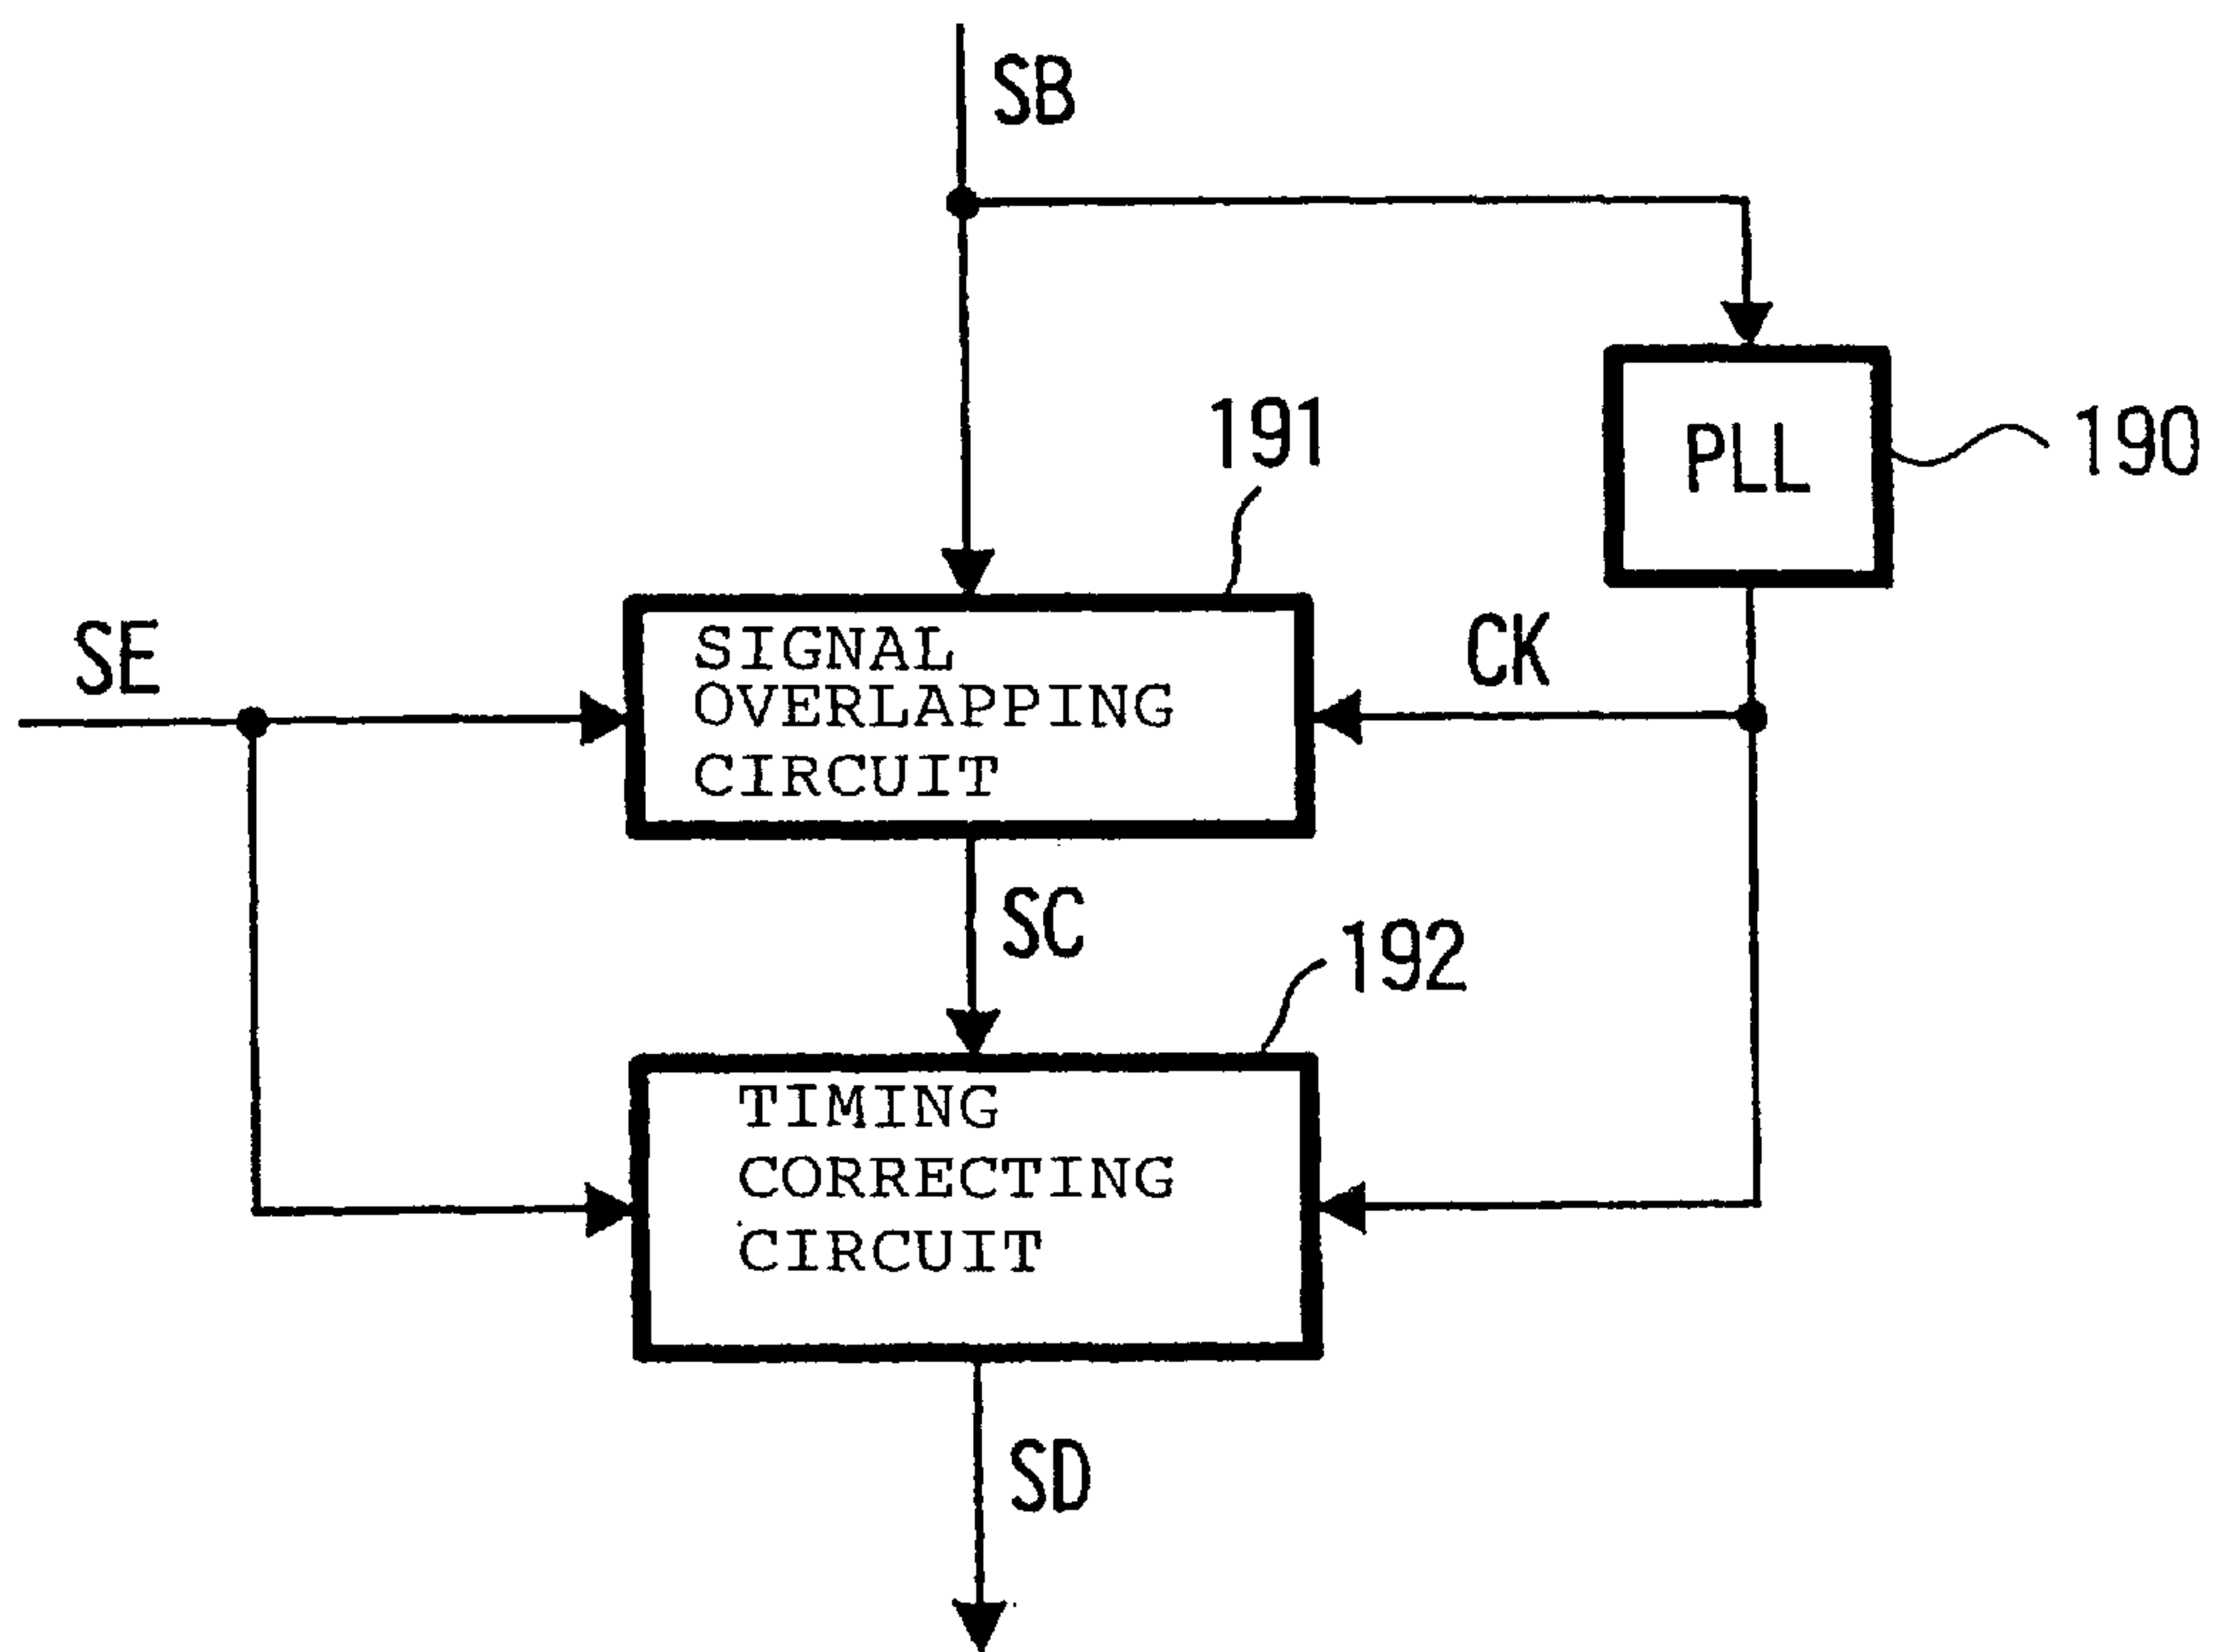 SB
191
PLL
190
SE
SIGNAL
OVERLAPPING
CIRCUIT
CK
SC
192
TIMING
CORRECTING
CIRCUIT
SD